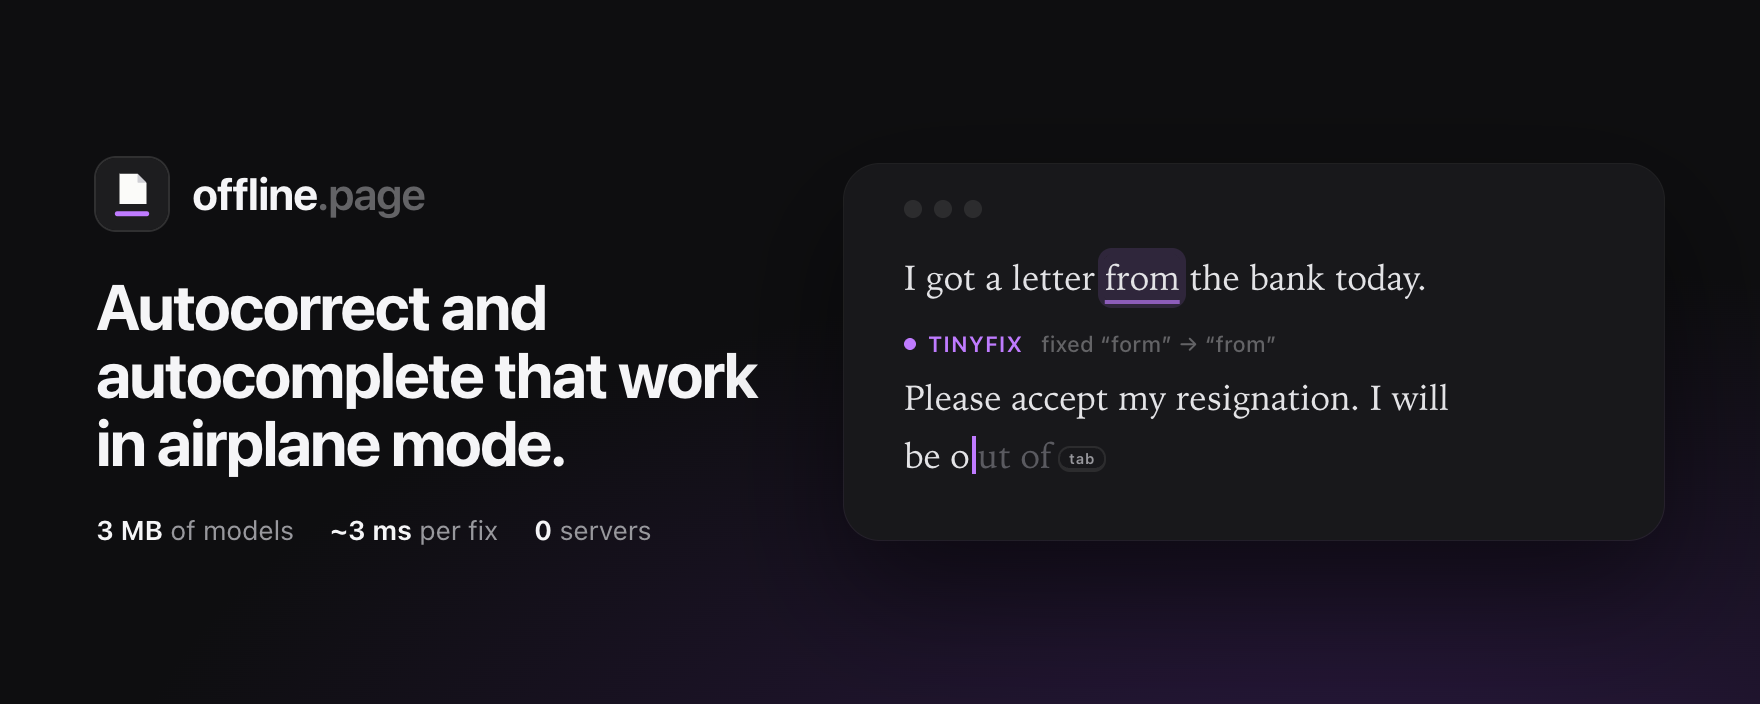 offline.page
Autocorrect and
autocomplete that work
in airplane mode.
3 MB of models ~3 ms per fix 0 servers
I got a letter from the bank today.
TINYFIX fixed “form” → “from”
Please accept my resignation. I will
be out of tab